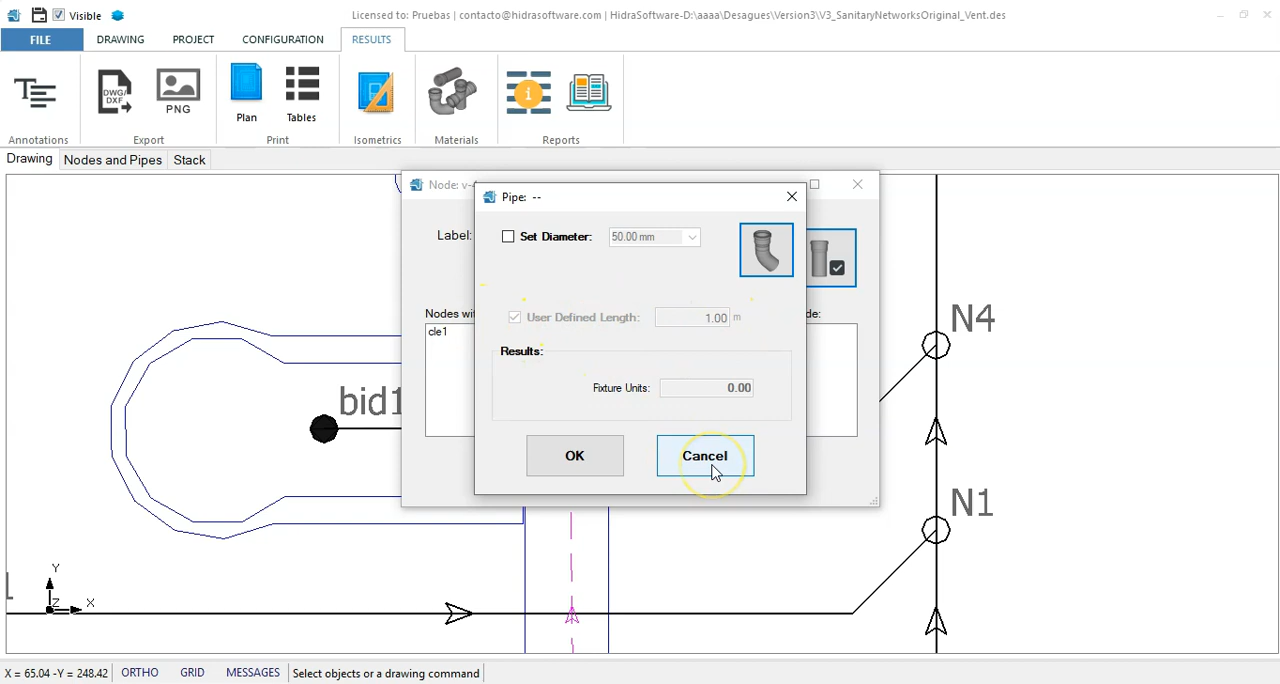 Visible
Licensed to: Pruebas | contacto@hidrasoftware.com | HidraSoftware-D:\aaaa\Desagues\Version3\V3_SanitaryNetworksOriginal_Vent.des
FILE DRAWING PROJECT CONFIGURATION RESULTS
DWG/
DXF
PNG
Plan
Tables
Annotations Export Print Isometrics Materials Reports
Drawing Nodes and Pipes Stack
Node: v-
Pipe: --
Label:
Set Diameter: 50.00 mm
Nodes
User Defined Length: 1.00 m
de:
cle1
Results:
Fixture Units: 0.00
OK Cancel
bid1
N4
N1
Y
Z
X
X = 65.04 -Y = 248.42 ORTHO GRID MESSAGES Select objects or a drawing command